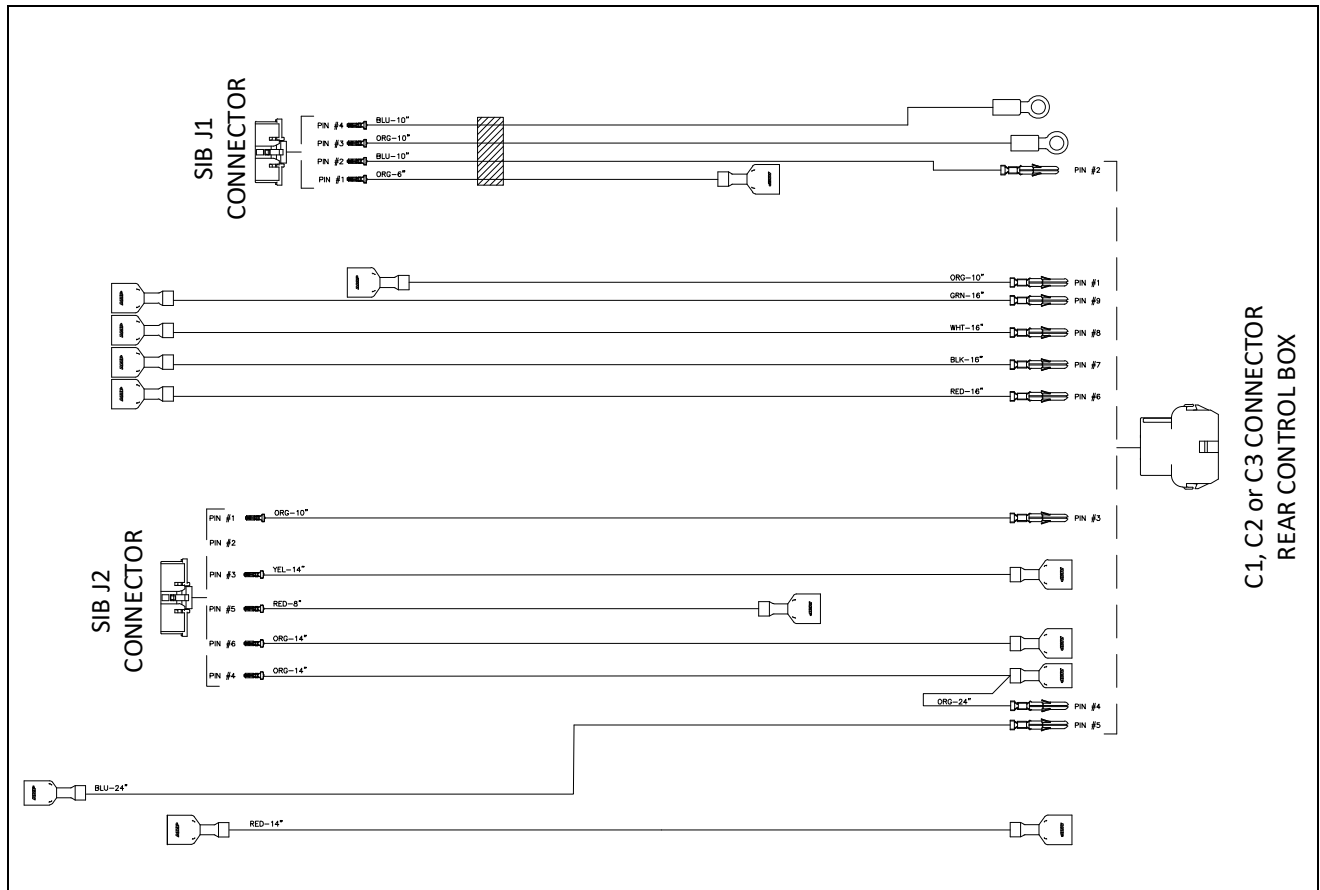 SIB J1
CONNECTOR
PIN #4
BLU-10"
PIN #3
ORG-10"
PIN #2
BLU-10"
PIN #1
ORG-6"
PIN #2
ORG-10"
PIN #1
GRN-16"
PIN #9
WHT-16"
PIN #8
BLK-16"
PIN #7
RED-16"
PIN #6
C1, C2 or C3 CONNECTOR
REAR CONTROL BOX
SIB J2
CONNECTOR
PIN #1
ORG-10"
PIN #3
PIN #2
PIN #3
YEL-14"
PIN #5
RED-8"
PIN #6
ORG-14"
PIN #4
ORG-14"
ORG-24"
PIN #4
PIN #5
BLU-24"
RED-14"